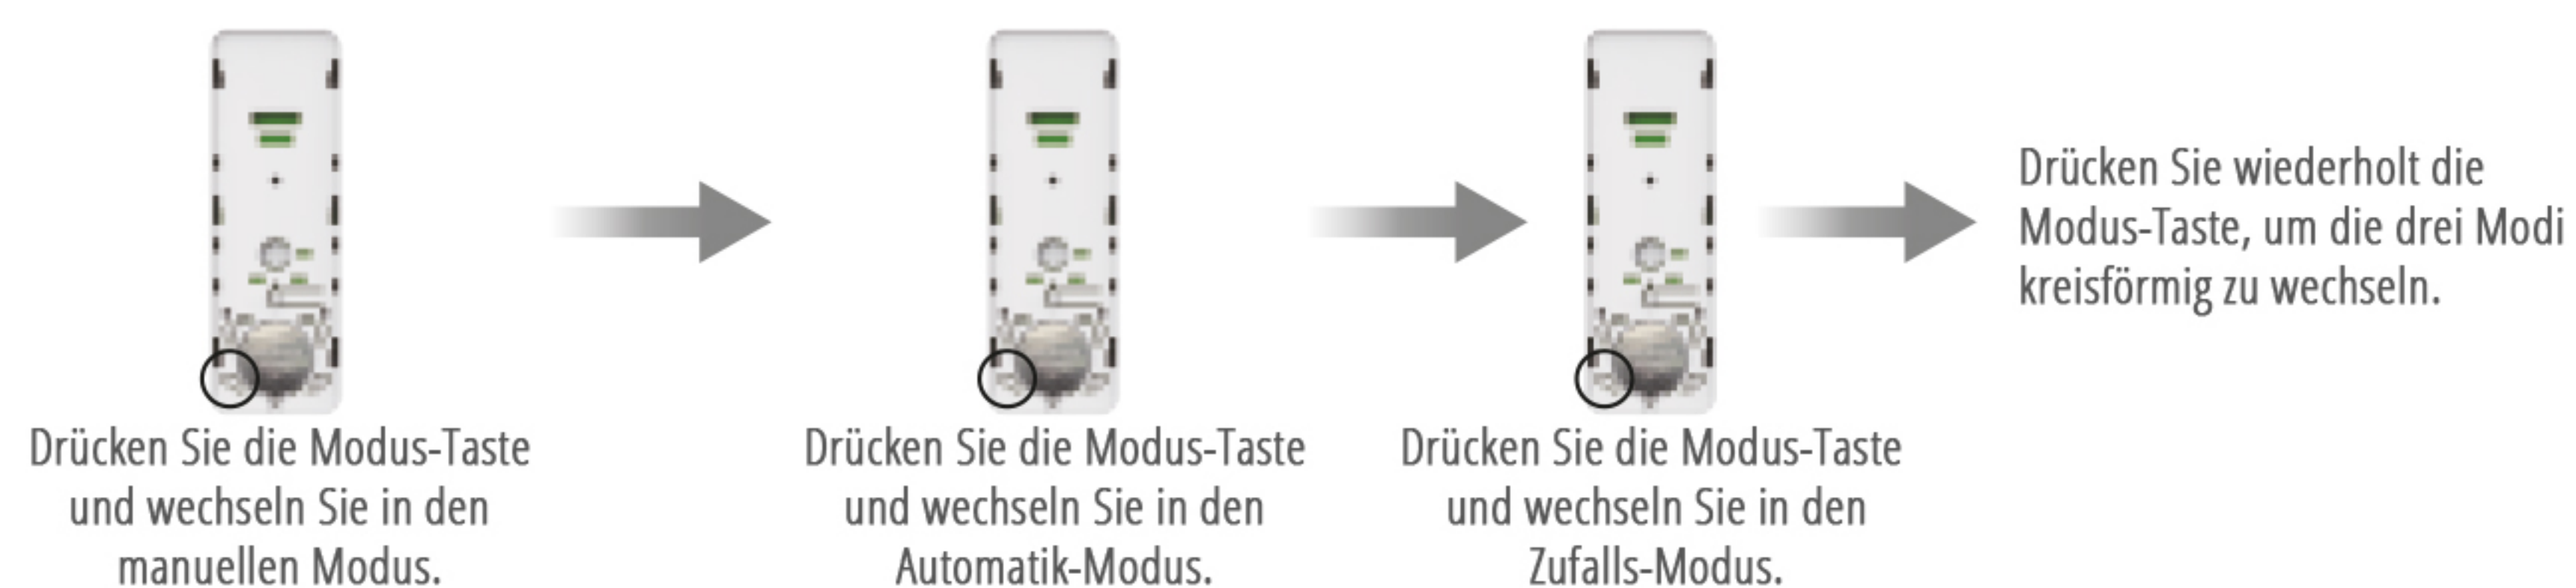 Drücken Sie die Modus-Taste
und wechseln Sie in den
manuellen Modus.
Drücken Sie die Modus-Taste
und wechseln Sie in den
Automatik-Modus.
Drücken Sie die Modus-Taste
und wechseln Sie in den
Zufalls-Modus.
Drücken Sie wiederholt die
Modus-Taste, um die drei Modi
kreisförmig zu wechseln.